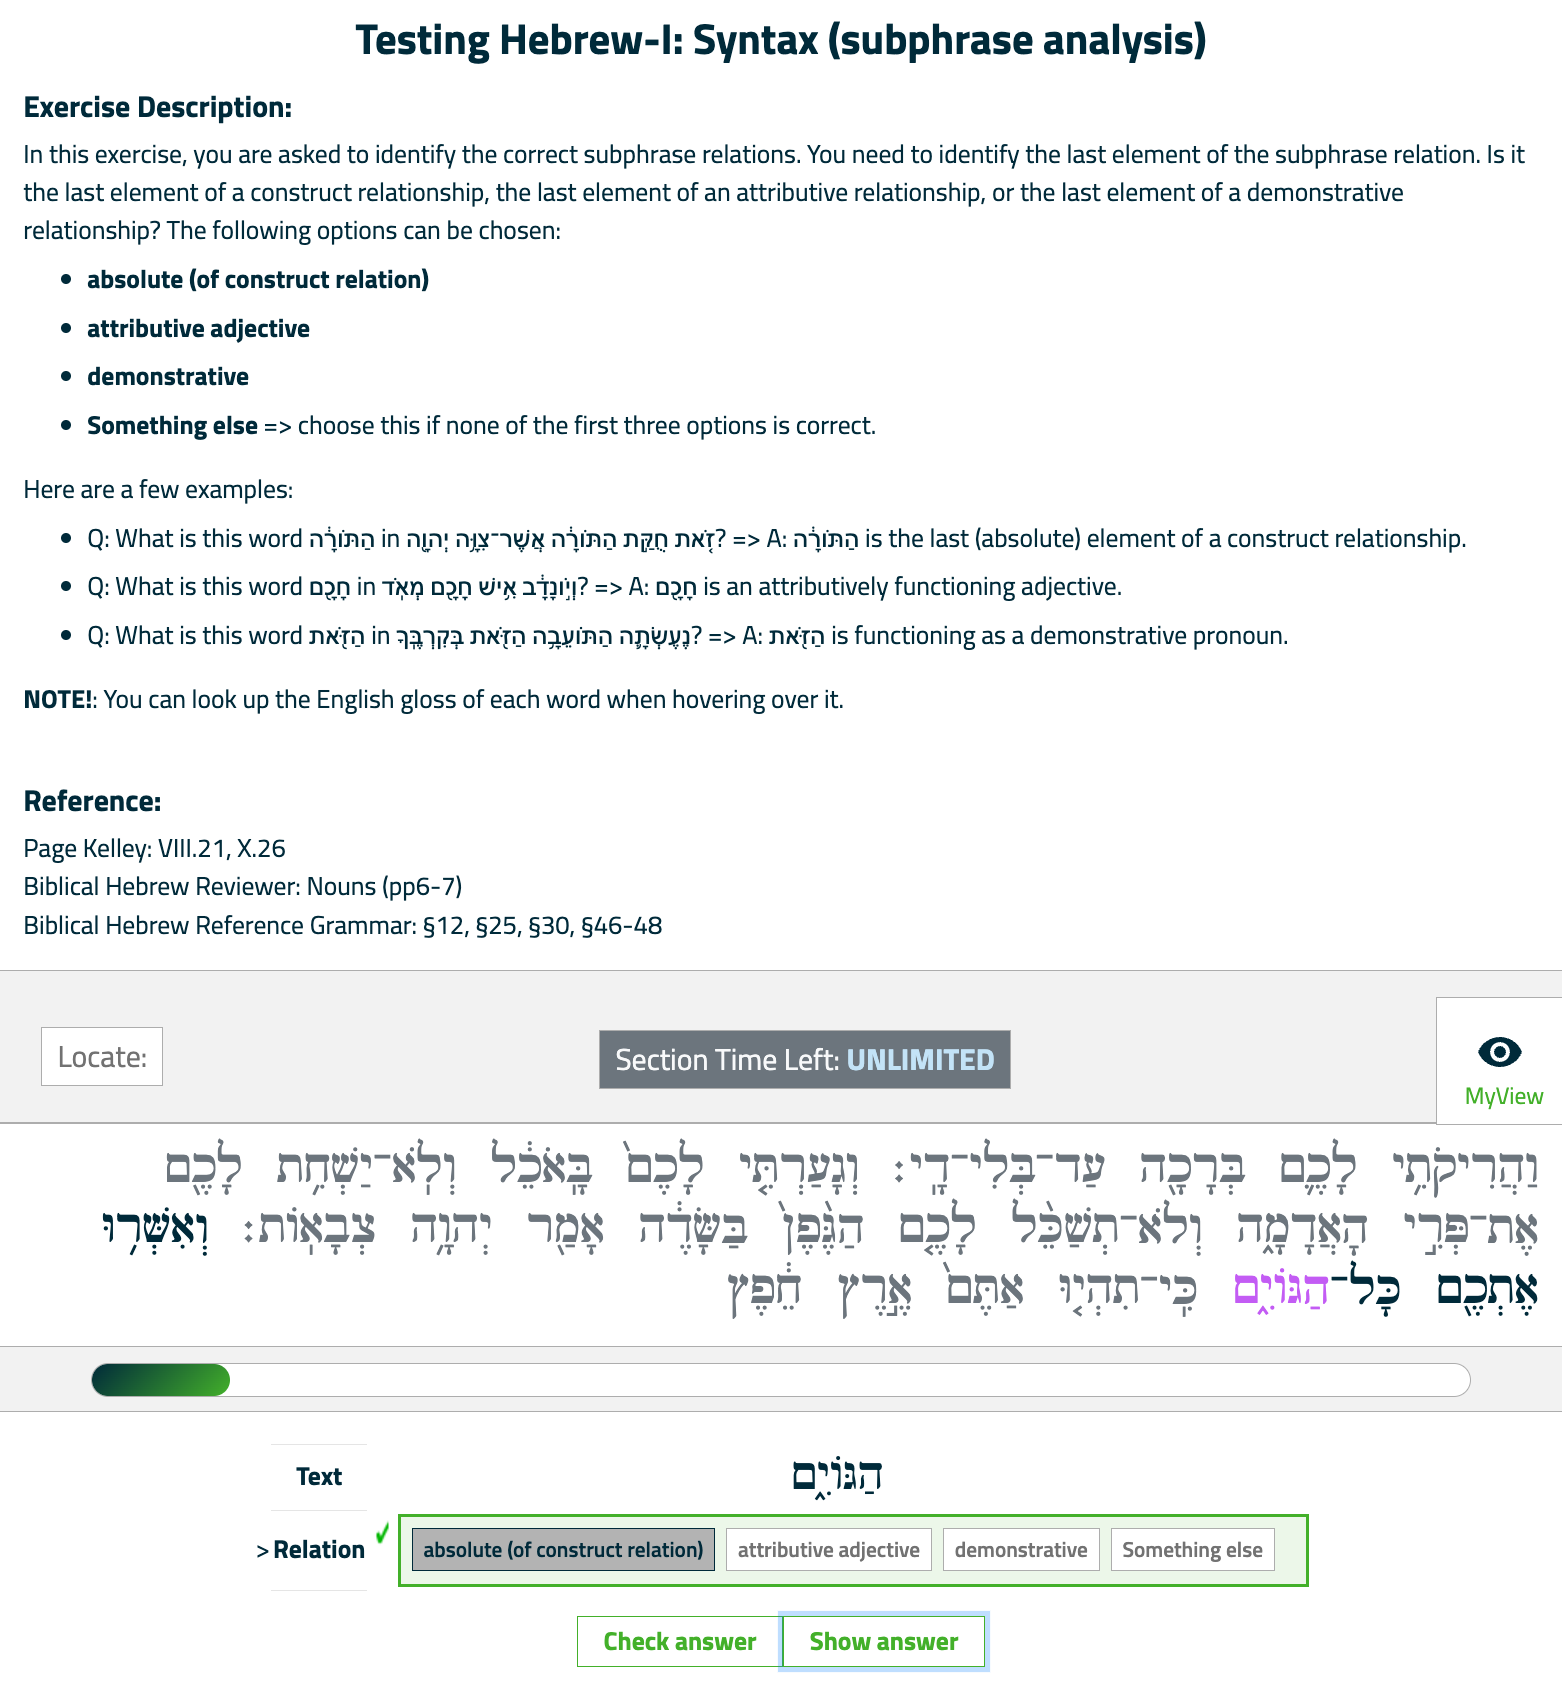 Testing Hebrew-I: Syntax (subphrase analysis)
Exercise Description:
In this exercise, you are asked to identify the correct subphrase relations. You need to identify the last element of the subphrase relation. Is it
the last element of a construct relationship, the last element of an attributive relationship, or the last element of a demonstrative
relationship? The following options can be chosen:
• absolute (of construct relation)
• attributive adjective
• demonstrative
• Something else => choose this if none of the first three options is correct.
Here are a few examples:
• Q: What is this word הַתּוֹרָ֔ה in זֹ֚את חֻקַּ֣ת הַתּוֹרָ֔ה אֲשֶׁר־צִוָּ֥ה יְהוָ֖ה? => A: הַתּוֹרָ֔ה is the last (absolute) element of a construct relationship.
• Q: What is this word חָכָ֖ם in וְיֽוֹנָדָ֔ב אִ֥ישׁ חָכָ֖ם מְאֹֽד? => A: חָכָ֖ם is an attributively functioning adjective.
• Q: What is this word הַזֹּ֖את in נֶֽעֶשְׂתָ֛ה הַתּוֹעֵבָ֥ה הַזֹּ֖את בְּקִרְבֶּֽךָ? => A: הַזֹּ֖את is functioning as a demonstrative pronoun.
NOTE!: You can look up the English gloss of each word when hovering over it.
Reference:
Page Kelley: VIII.21, X.26
Biblical Hebrew Reviewer: Nouns (pp6-7)
Biblical Hebrew Reference Grammar: §12, §25, §30, §46-48
Locate:
Section Time Left: UNLIMITED
MyView
וַהֲרִיקֹתִ֥י לָכֶ֛ם בְּרָכָ֖ה עַד־בְּלִי־דָֽי׃ וְגָעַרְתִּ֤י לָכֶם֙ בָּֽאֹכֵ֔ל וְלֹֽא־יַשְׁחִ֥ת לָכֶ֖ם
אֶת־פְּרִ֣י הָאֲדָמָ֑ה וְלֹא־תְשַׁכֵּ֨ל לָכֶ֤ם הַגֶּ֙פֶן֙ בַּשָּׂדֶ֔ה אָמַ֖ר יְהוָ֥ה צְבָאֽוֹת׃ וְאִשְּׁר֥וּ
אֶתְכֶ֖ם כָּל־הַגּוֹיִ֑ם כִּֽי־תִהְי֤וּ אַתֶּם֙ אֶ֣רֶץ חֵ֔פֶץ
Text
הַגּוֹיִ֑ם
> Relation ✓
absolute (of construct relation) attributive adjective demonstrative Something else
Check answer Show answer